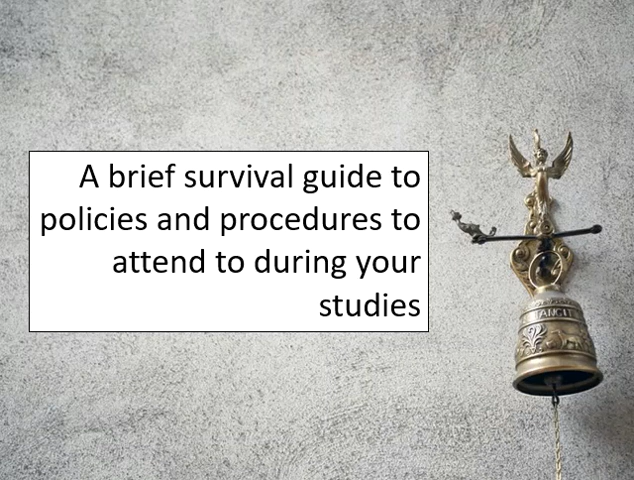 A brief survival guide to
policies and procedures to
attend to during your
studies